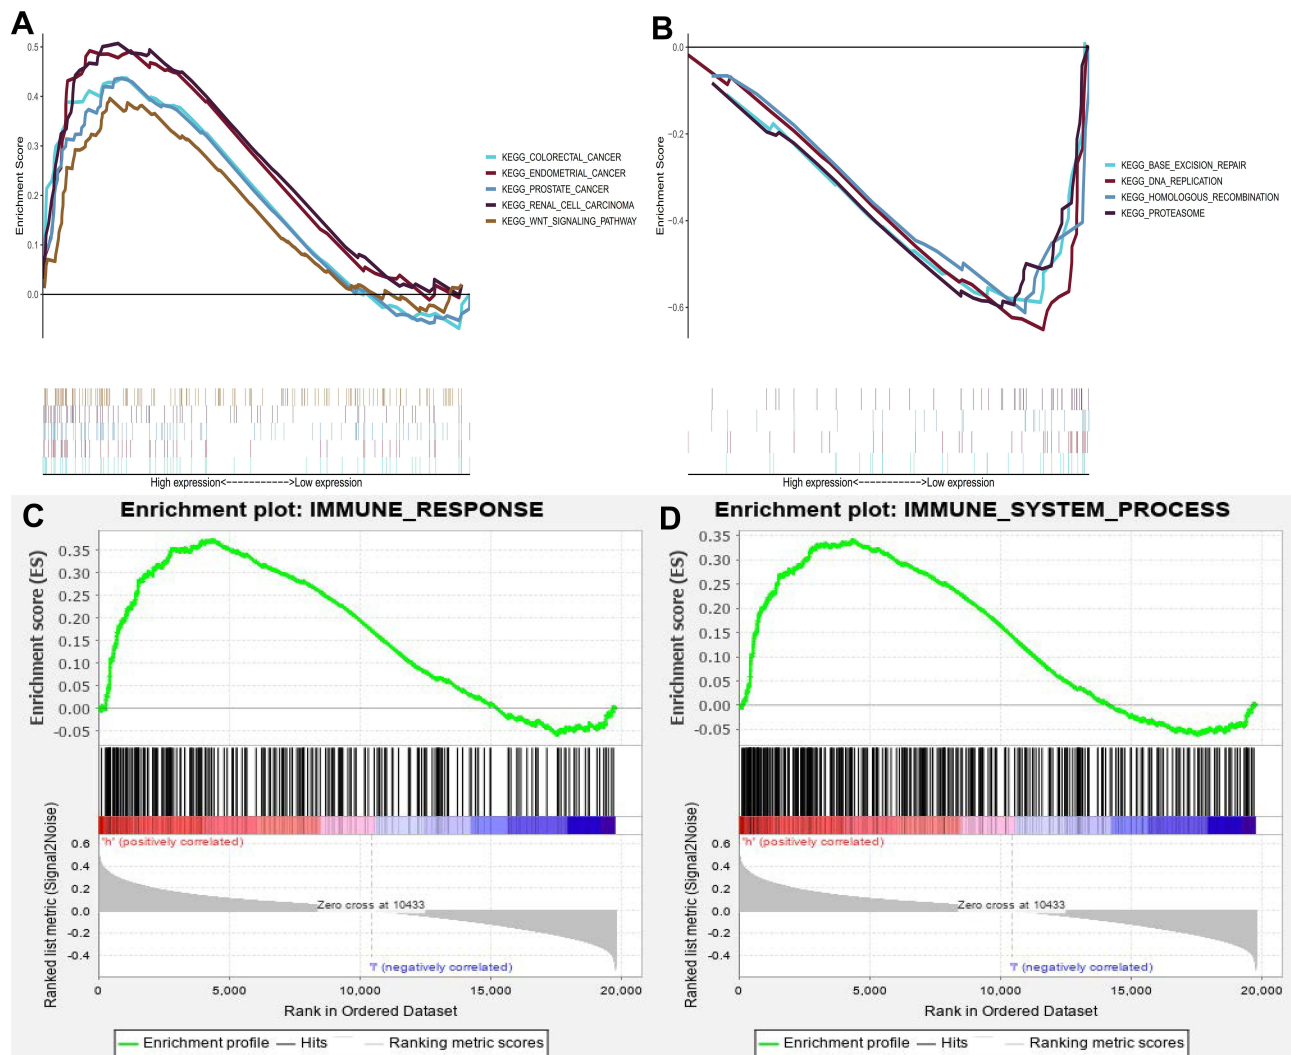 A
0.5
0.4
0.3
0.2
0.1
0.0
Enrichment Score
KEGG_COLORECTAL_CANCER
KEGG_ENDOMETRIAL_CANCER
KEGG_PROSTATE_CANCER
KEGG_RENAL_CELL_CARCINOMA
KEGG_WNT_SIGNALING_PATHWAY
High expression<------------>Low expression
B
0.0
−0.2
−0.4
−0.6
Enrichment Score
KEGG_BASE_EXCISION_REPAIR
KEGG_DNA_REPLICATION
KEGG_HOMOLOGOUS_RECOMBINATION
KEGG_PROTEASOME
High expression<------------>Low expression
C
Enrichment plot: IMMUNE_RESPONSE
Enrichment score (ES)
0.35
0.30
0.25
0.20
0.15
0.10
0.05
0.00
-0.05
Ranked list metric (Signal2Noise)
0.6
0.4
0.2
0.0
-0.2
-0.4
'h' (positively correlated)
Zero cross at 10433
'l' (negatively correlated)
0 5,000 10,000 15,000 20,000
Rank in Ordered Dataset
Enrichment profile Hits Ranking metric scores
D
Enrichment plot: IMMUNE_SYSTEM_PROCESS
Enrichment score (ES)
0.35
0.30
0.25
0.20
0.15
0.10
0.05
0.00
-0.05
Ranked list metric (Signal2Noise)
0.6
0.4
0.2
0.0
-0.2
-0.4
'h' (positively correlated)
Zero cross at 10433
'l' (negatively correlated)
0 5,000 10,000 15,000 20,000
Rank in Ordered Dataset
Enrichment profile Hits Ranking metric scores